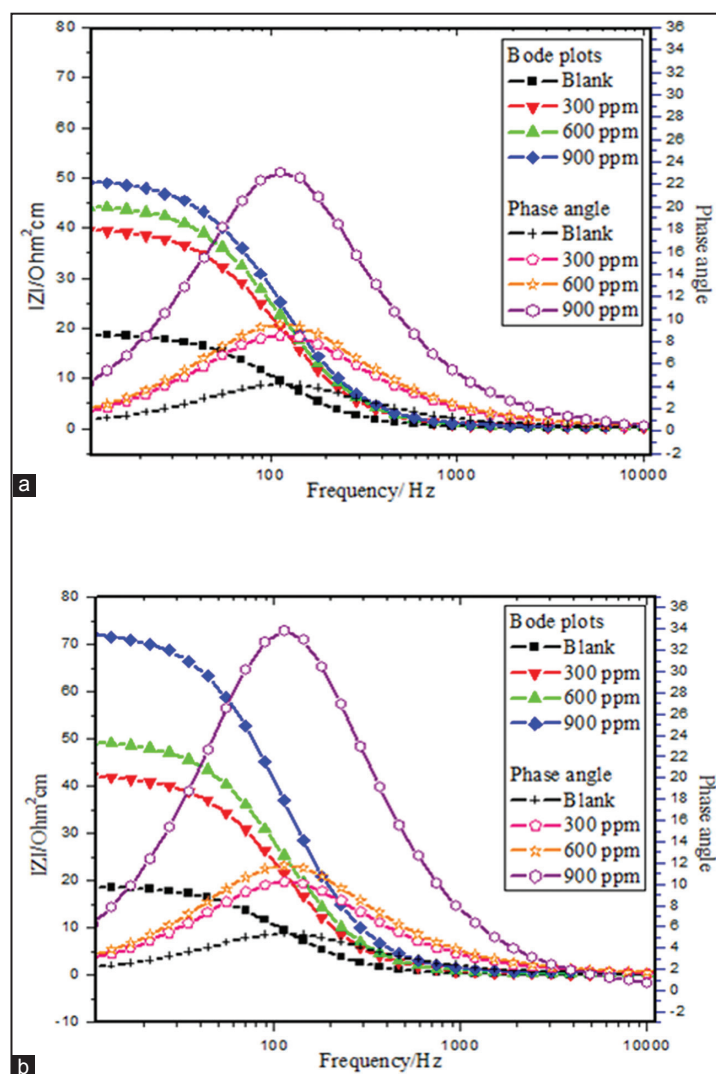 80
70
60
50
40
30
20
10
0
|Z|/Ohm²cm
36
34
32
30
28
26
24
22
20
18
16
14
12
10
8
6
4
2
0
-2
Phase angle
Bode plots
Blank
300 ppm
600 ppm
900 ppm
Phase angle
Blank
300 ppm
600 ppm
900 ppm
100
1000
10000
Frequency/ Hz
a
80
70
60
50
40
30
20
10
0
-10
|Z|/Ohm²cm
36
34
32
30
28
26
24
22
20
18
16
14
12
10
8
6
4
2
0
-2
Phase angle
Bode plots
Blank
300 ppm
600 ppm
900 ppm
Phase angle
Blank
300 ppm
600 ppm
900 ppm
100
1000
10000
Frequency/Hz
b